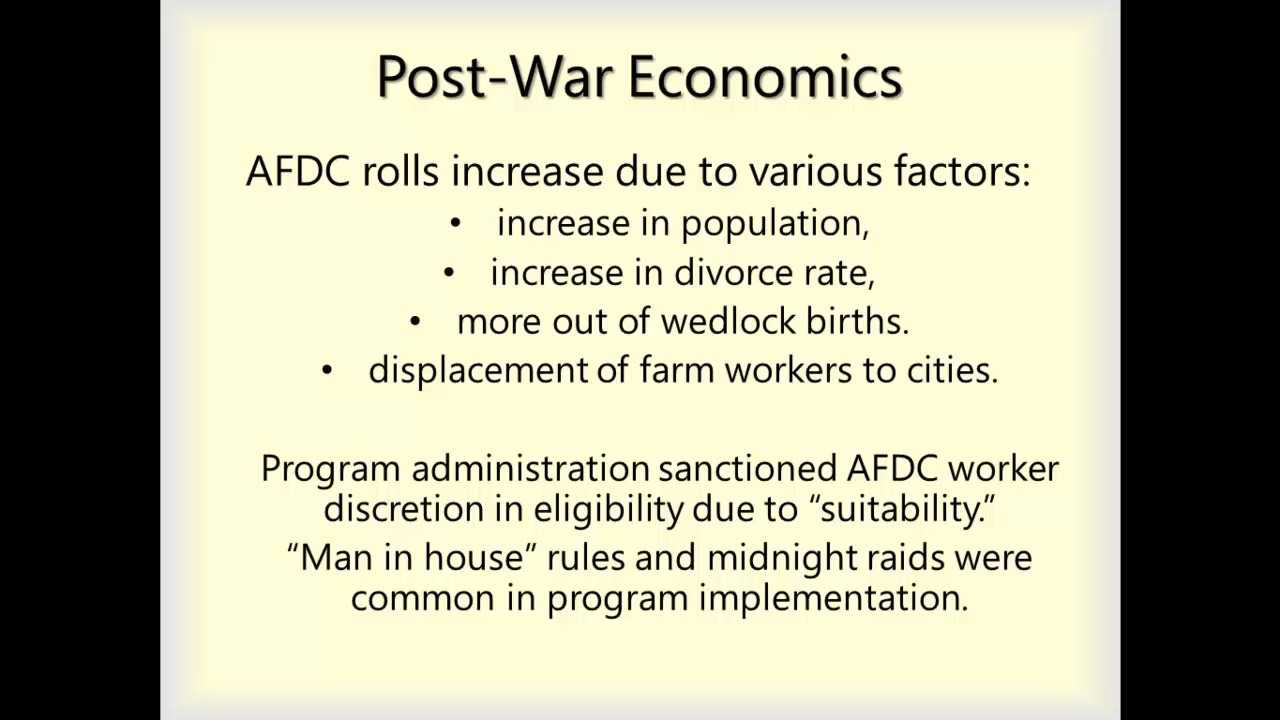 Post-War Economics
AFDC rolls increase due to various factors:
• increase in population,
• increase in divorce rate,
• more out of wedlock births.
• displacement of farm workers to cities.
Program administration sanctioned AFDC worker
discretion in eligibility due to “suitability.”
“Man in house” rules and midnight raids were
common in program implementation.